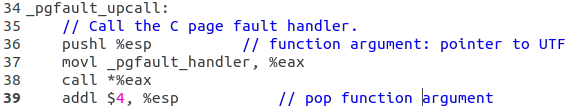 34 _pgfault_upcall:
35     // Call the C page fault handler.
36     pushl %esp         // function argument: pointer to UTF
37     movl _pgfault_handler, %eax
38     call *%eax
39     addl $4, %esp           // pop function argument